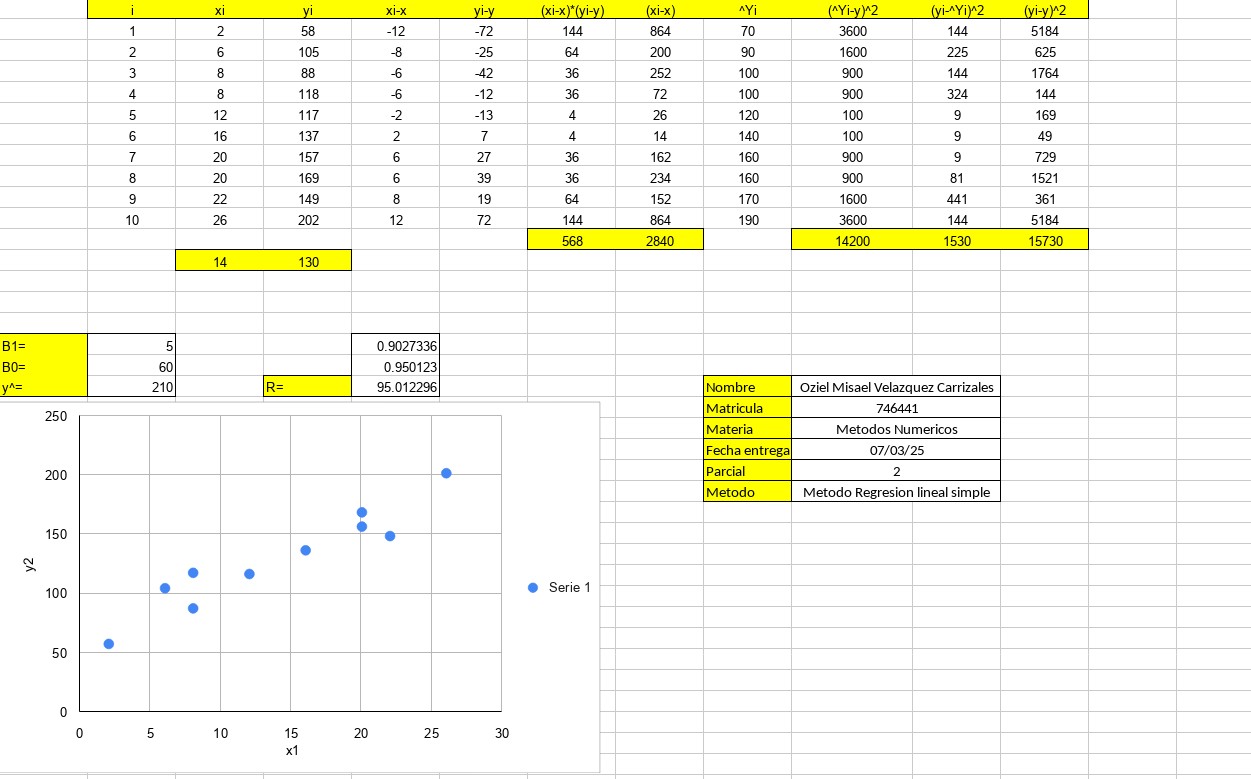 i xi yi xi-x yi-y (xi-x)*(yi-y) (xi-x) ^Yi (^Yi-y)^2 (yi-^Yi)^2 (yi-y)^2
1 2 58 -12 -72 144 864 70 3600 144 5184
2 6 105 -8 -25 64 200 90 1600 225 625
3 8 88 -6 -42 36 252 100 900 144 1764
4 8 118 -6 -12 36 72 100 900 324 144
5 12 117 -2 -13 4 26 120 100 9 169
6 16 137 2 7 4 14 140 100 9 49
7 20 157 6 27 36 162 160 900 9 729
8 20 169 6 39 36 234 160 900 81 1521
9 22 149 8 19 64 152 170 1600 441 361
10 26 202 12 72 144 864 190 3600 144 5184
568 2840 14200 1530 15730
14 130
B1= 5 0.9027336
B0= 60 0.950123
y^= 210 R= 95.012296
Nombre Oziel Misael Velazquez Carrizales
Matricula 746441
Materia Metodos Numericos
Fecha entrega 07/03/25
Parcial 2
Metodo Metodo Regresion lineal simple
250
200
150
100
50
0
y2
0 5 10 15 20 25 30
x1
Serie 1